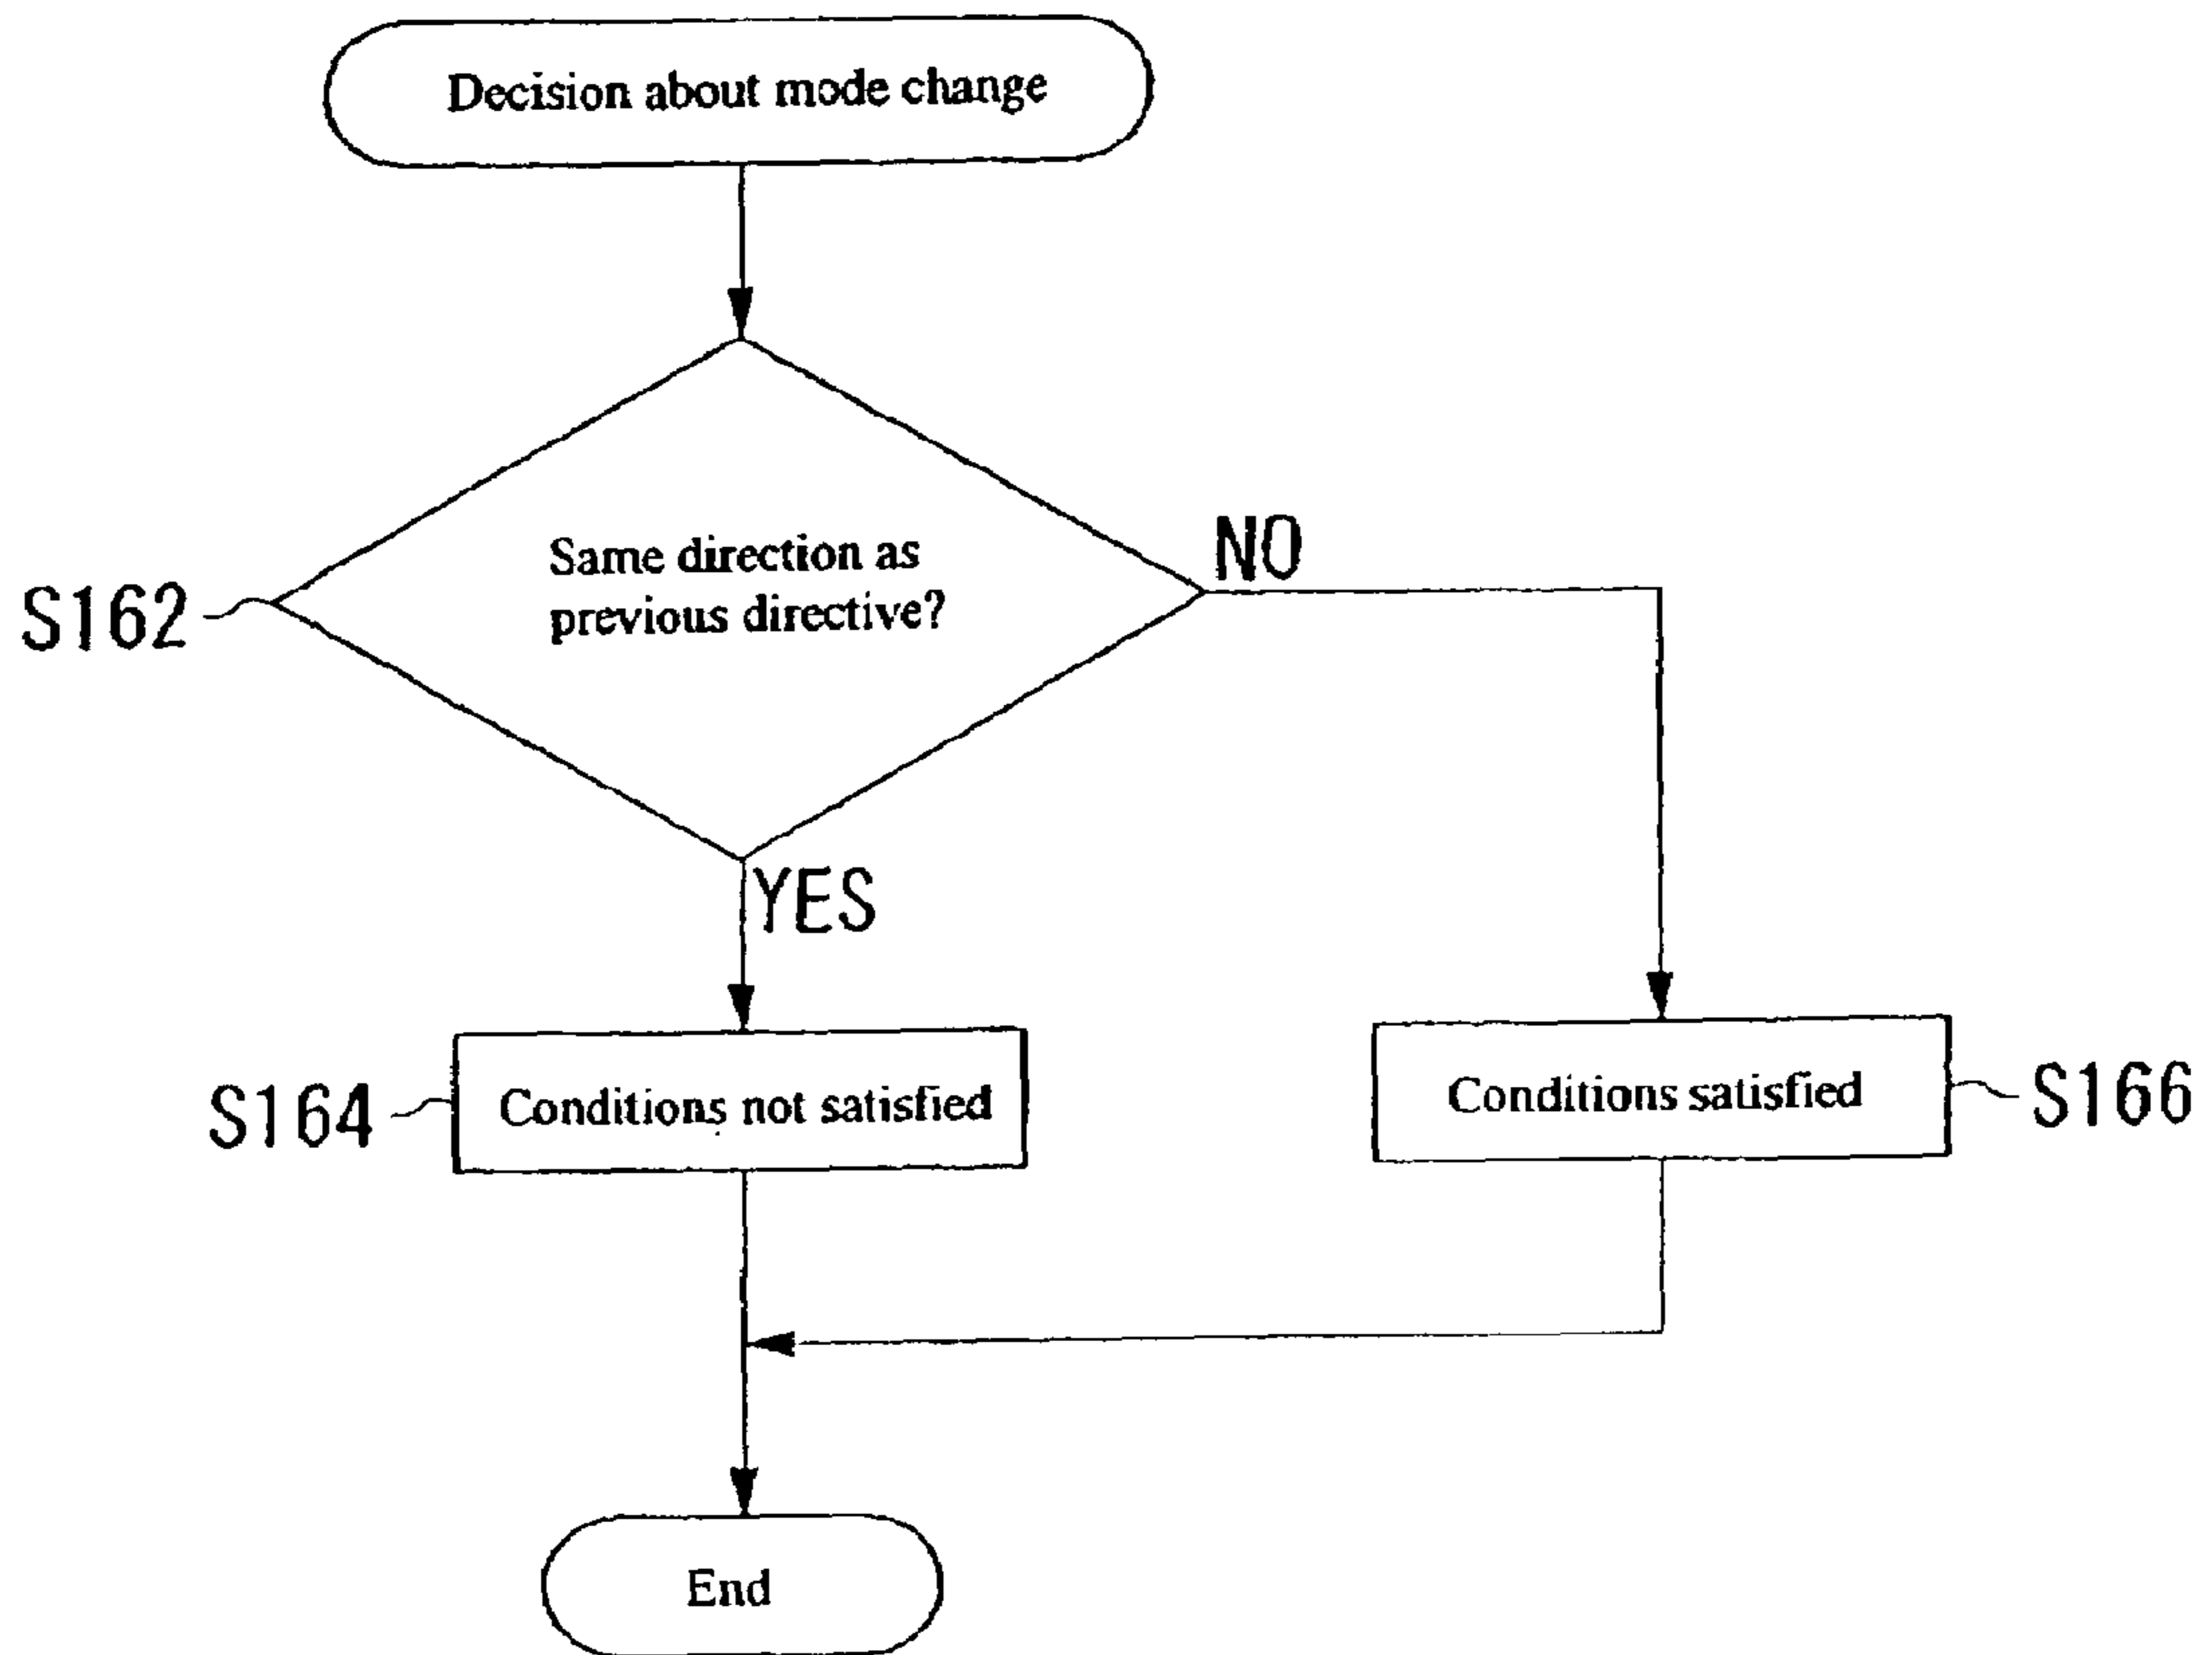 Decision about mode change
Same direction as
previous directive?
NO
S162
YES
Conditions not satisfied
S164
Conditions satisfied
S166
End